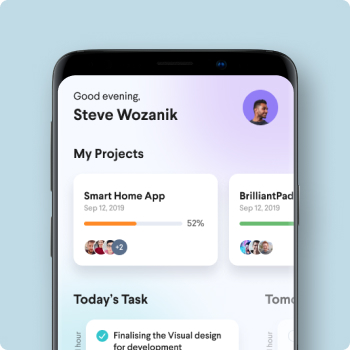 Good evening,
Steve Wozanik
My Projects
Smart Home App
Sep 12, 2019
52%
+2
BrilliantPad
Sep 12, 2019
Today's Task
Tomo
hour
Finalising the Visual design
for development
hour